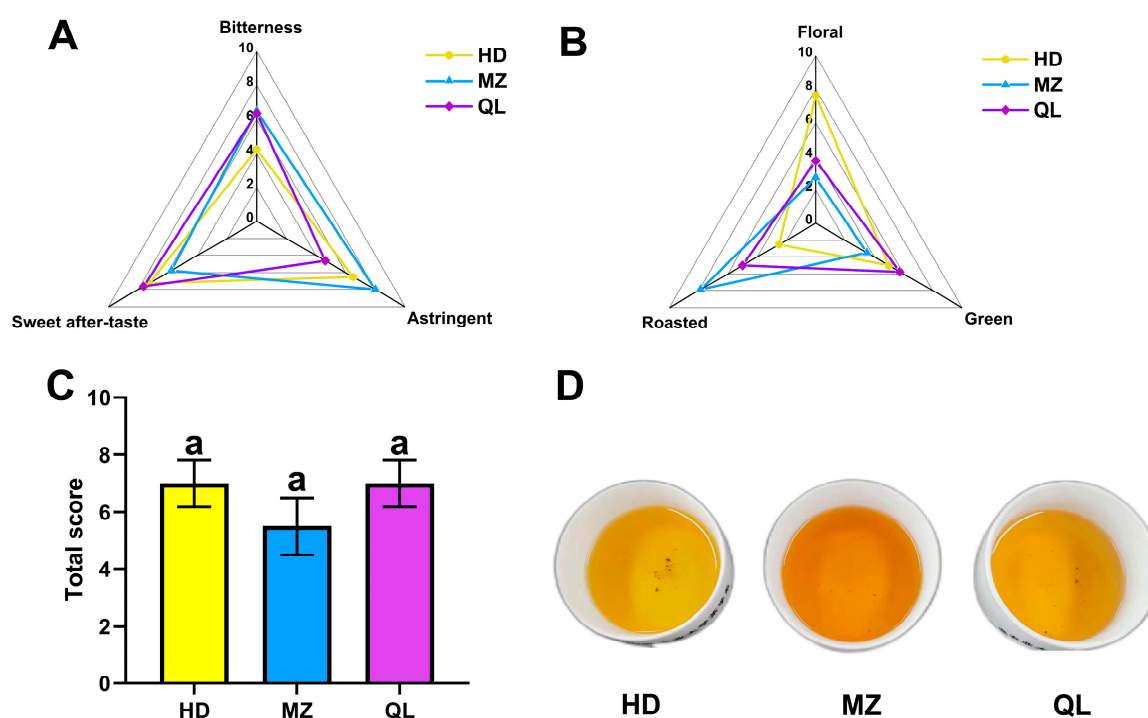 A
Bitterness
10
8
6
4
2
0
Sweet after-taste
Astringent
HD
MZ
QL
B
Floral
10
8
6
4
2
0
Roasted
Green
HD
MZ
QL
C
Total score
10
8
6
4
2
0
a
a
a
HD
MZ
QL
D
HD
MZ
QL